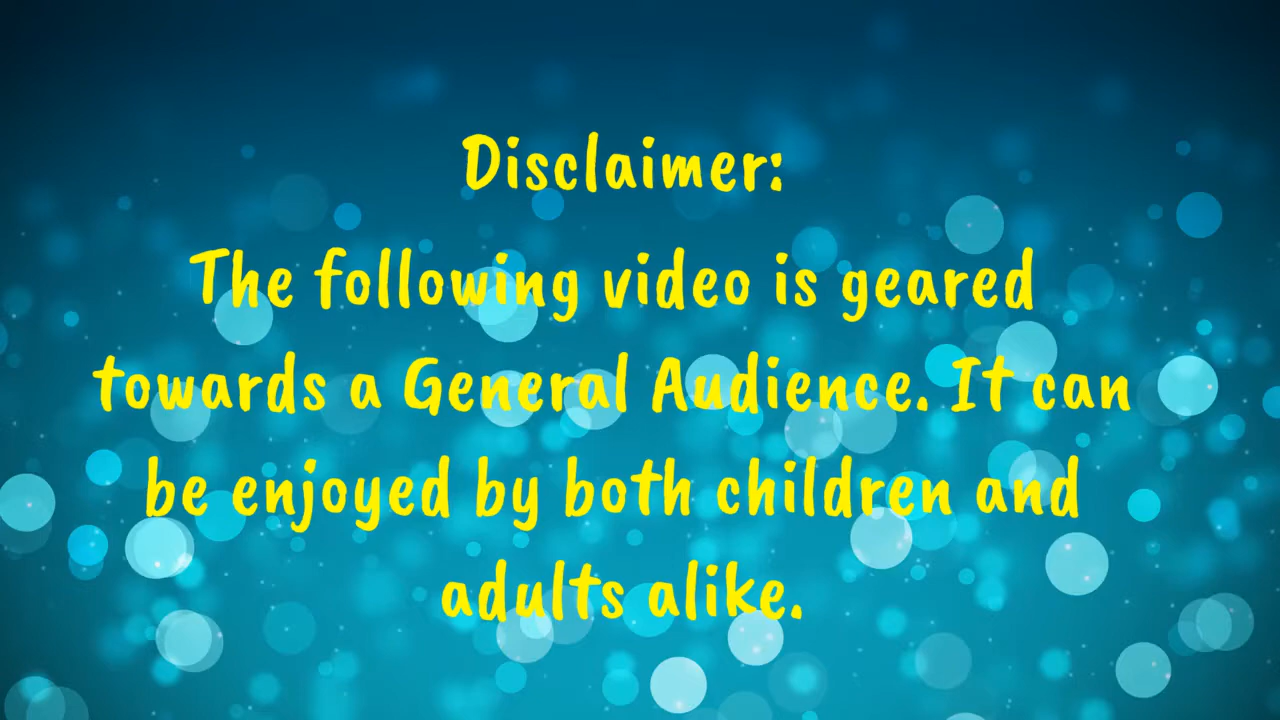 Disclaimer:
The following video is geared
towards a General Audience. It can
be enjoyed by both children and
adults alike.